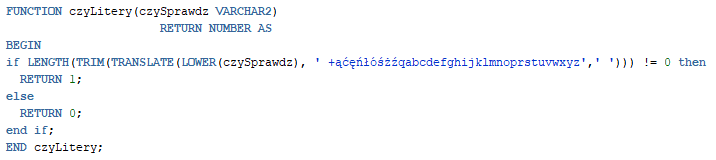 FUNCTION czyLitery(czySprawdz VARCHAR2)
RETURN NUMBER AS
BEGIN
if LENGTH(TRIM(TRANSLATE(LOWER(czySprawdz), ' +ąćęńłóśżźqabcdefghijklmnoprstuvwxyz',' '))) != 0 then
RETURN 1;
else
RETURN 0;
end if;
END czyLitery;